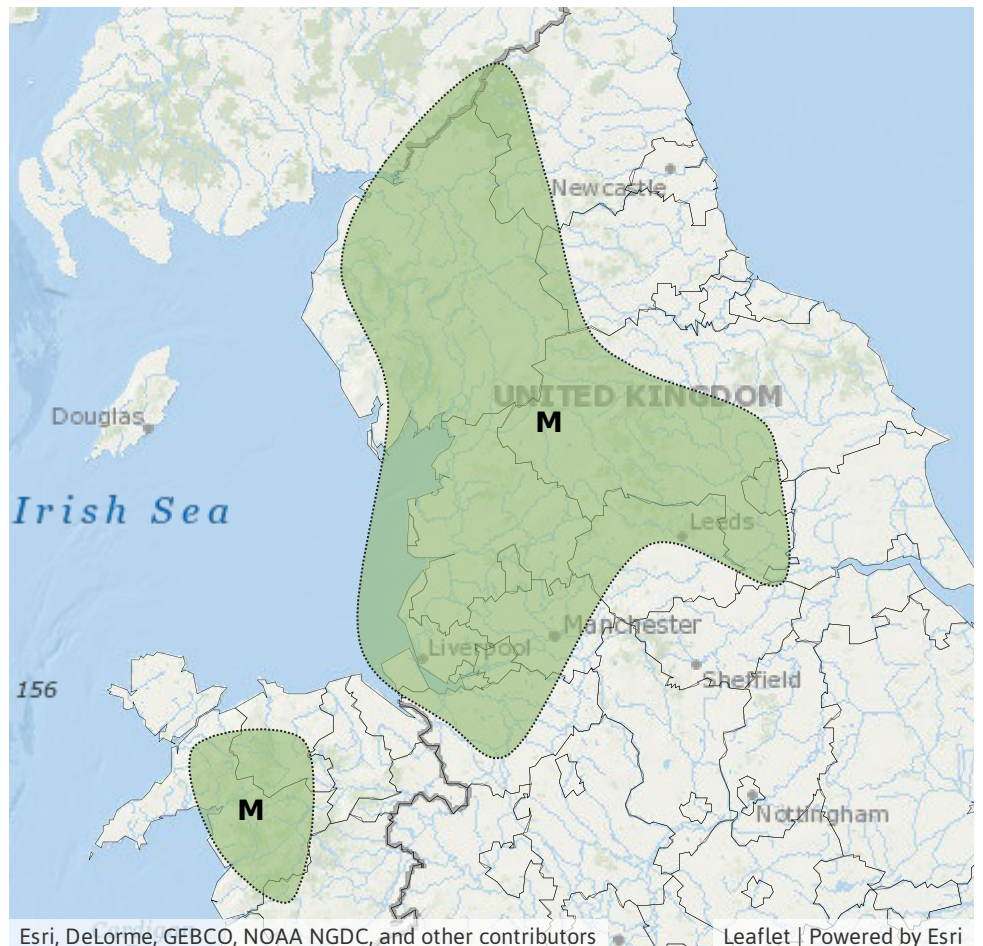 Newcastle
UNITED KINGDOM
Douglas
M
Irish Sea
Leeds
Manchester
Liverpool
Sheffield
156
M
Nottingham
Esri, DeLorme, GEBCO, NOAA NGDC, and other contributors
Leaflet | Powered by Esri